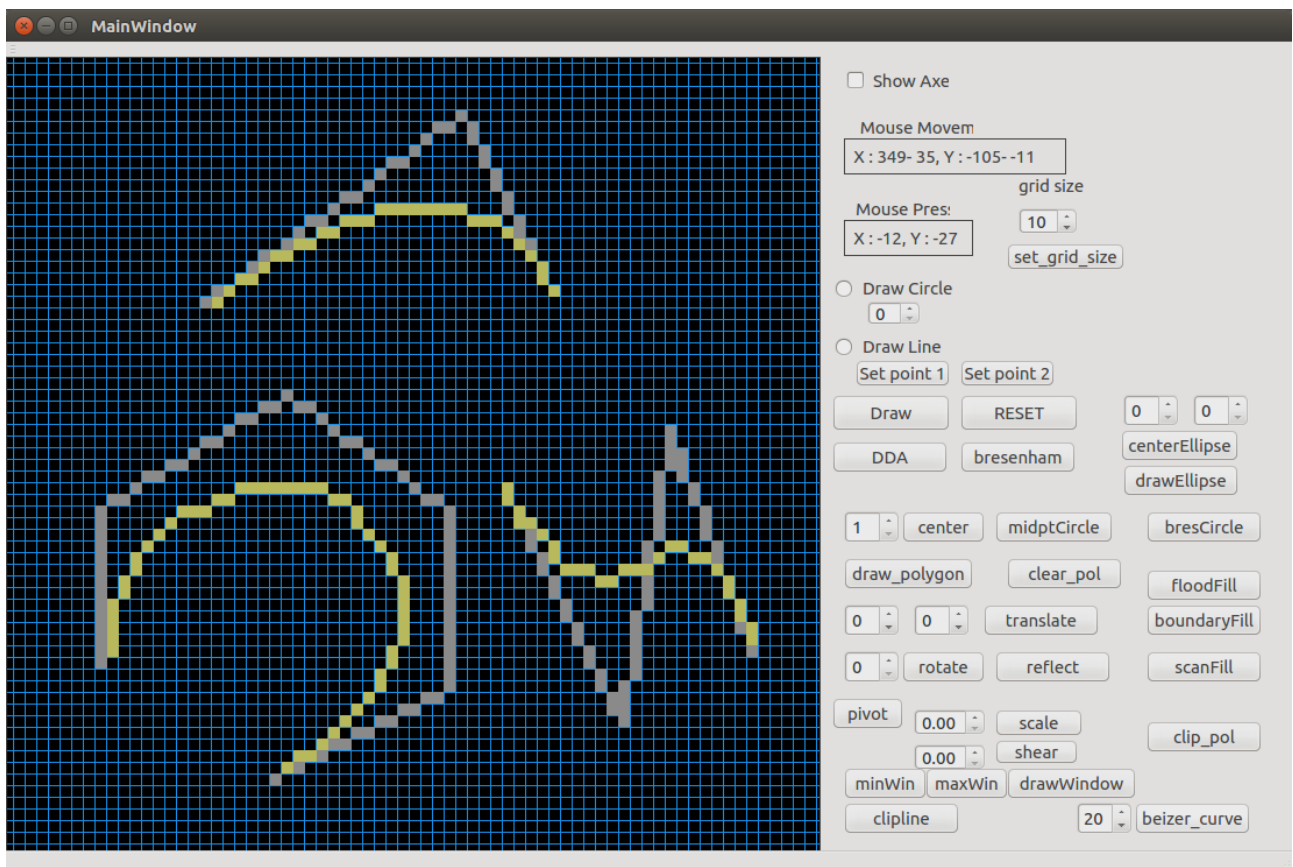 MainWindow
Show Axe
Mouse Movem
X : 349- 35, Y : -105- -11
grid size
Mouse Pres
10
X : -12, Y : -27
set_grid_size
Draw Circle
0
Draw Line
Set point 1 Set point 2
Draw RESET 0 0
centerEllipse
DDA bresenham
drawEllipse
1 center midptCircle bresCircle
draw_polygon clear_pol
floodFill
0 0 translate boundaryFill
0 rotate reflect scanFill
pivot
0.00 scale
clip_pol
0.00 shear
minWin maxWin drawWindow
clipline 20 beizer_curve